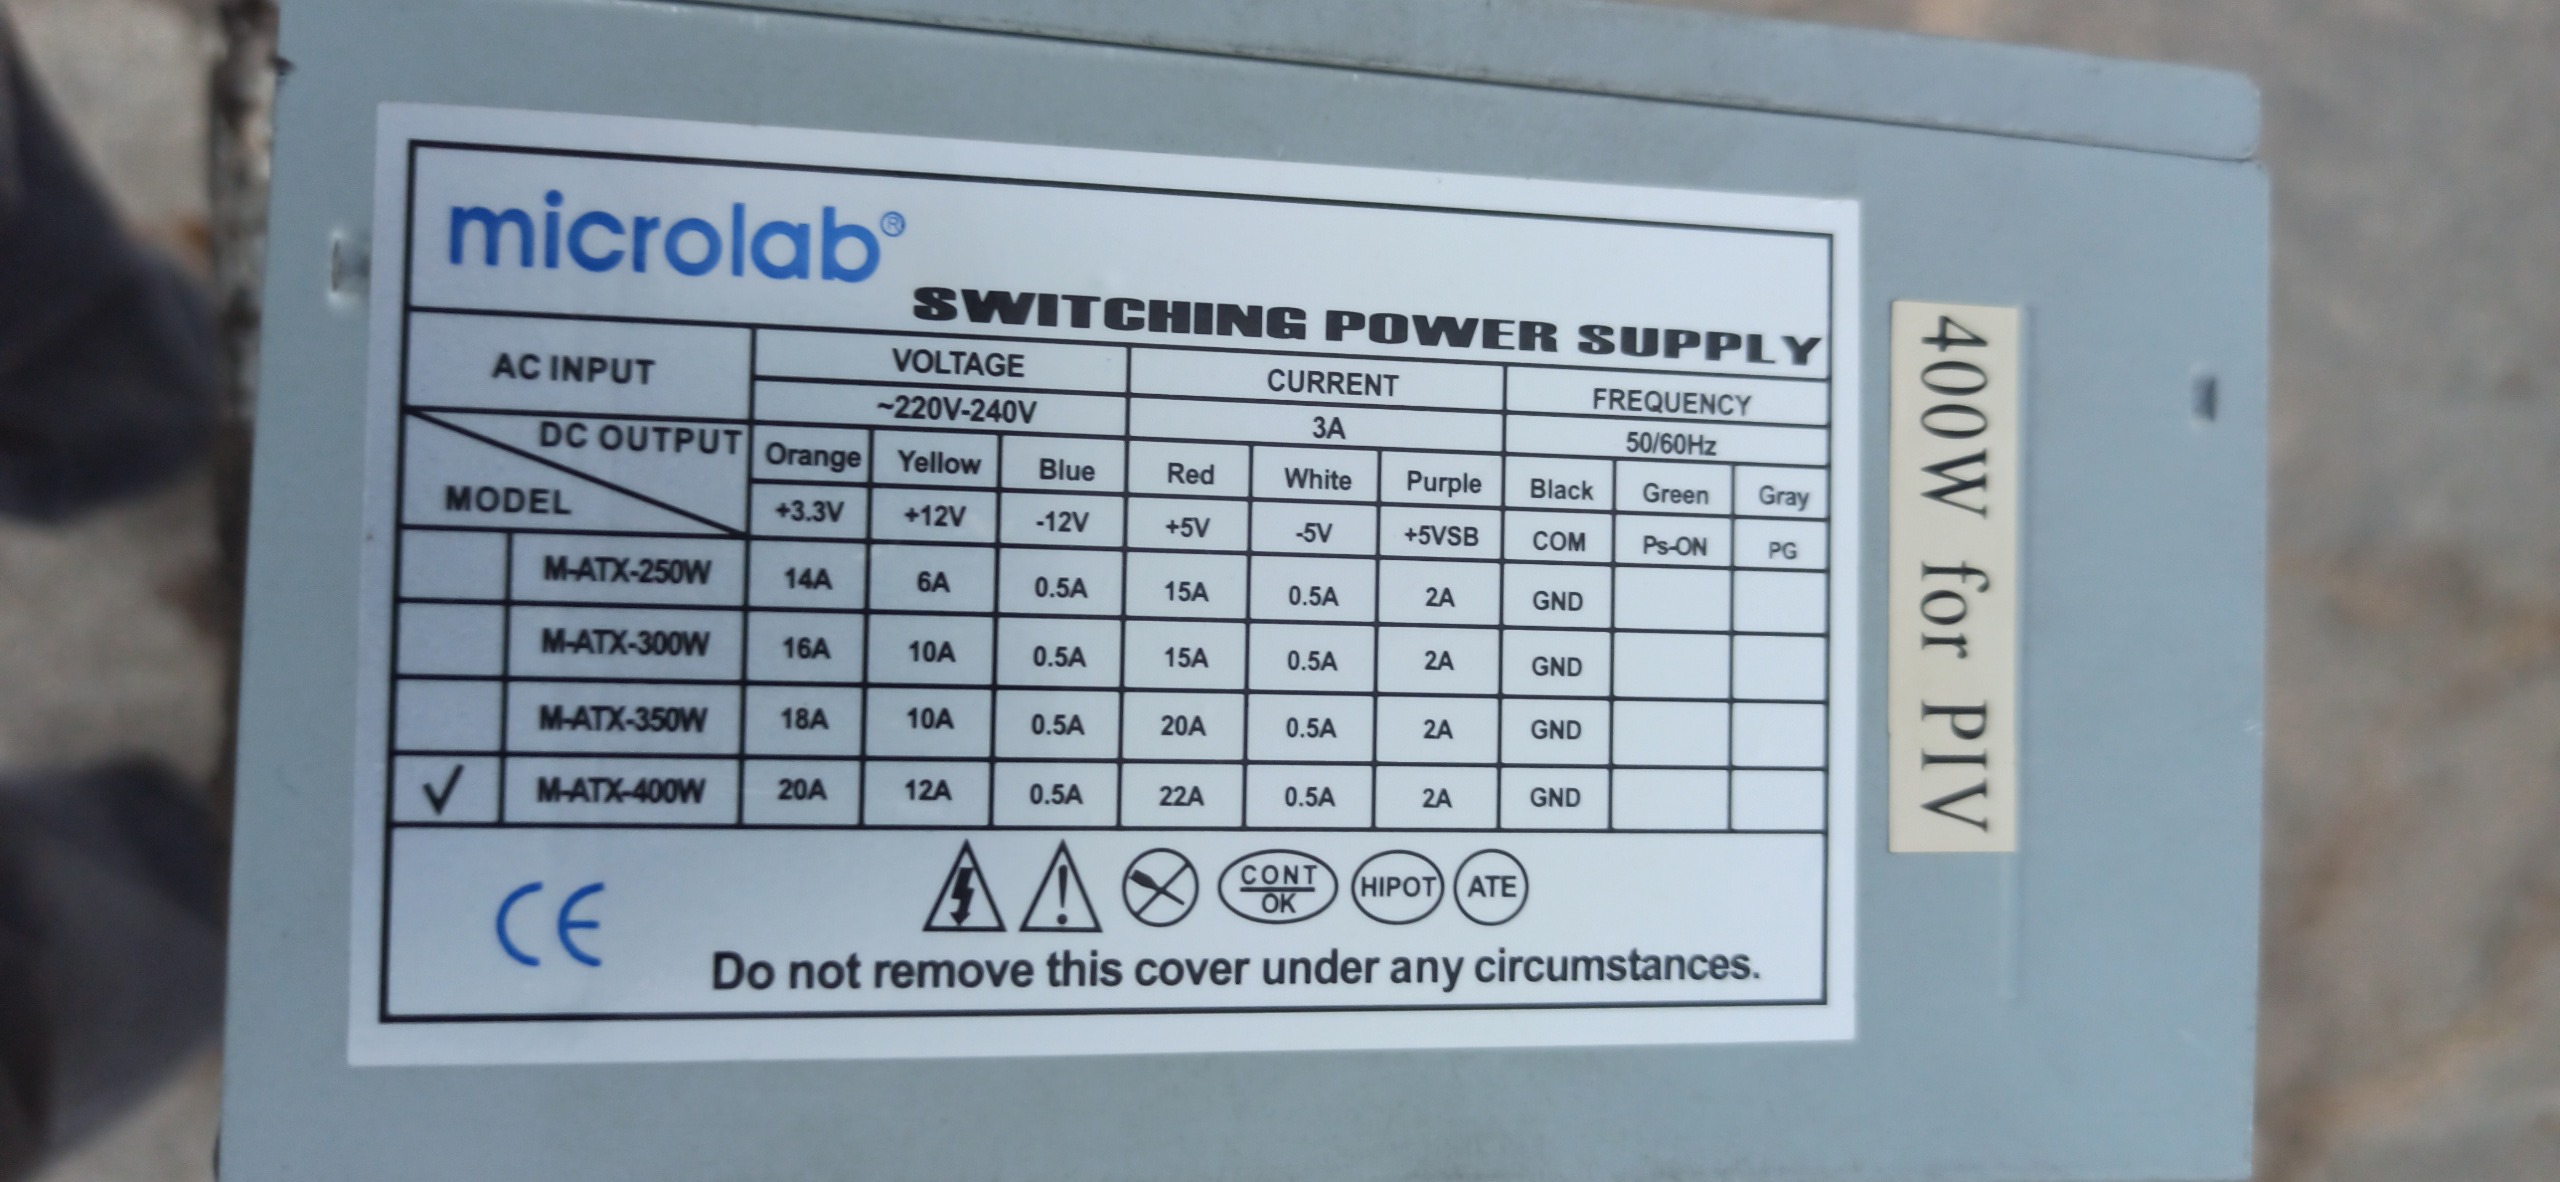 microlab®
SWITCHING POWER SUPPLY
AC INPUT VOLTAGE CURRENT FREQUENCY
~220V-240V 3A 50/60Hz
DC OUTPUT Orange Yellow Blue Red White Purple Black Green Gray
MODEL +3.3V +12V -12V +5V -5V +5VSB COM Ps-ON PG
M-ATX-250W 14A 6A 0.5A 15A 0.5A 2A GND
M-ATX-300W 16A 10A 0.5A 15A 0.5A 2A GND
M-ATX-350W 18A 10A 0.5A 20A 0.5A 2A GND
✓ M-ATX-400W 20A 12A 0.5A 22A 0.5A 2A GND
CE CONT OK HIPOT ATE
Do not remove this cover under any circumstances.
400W for PIV